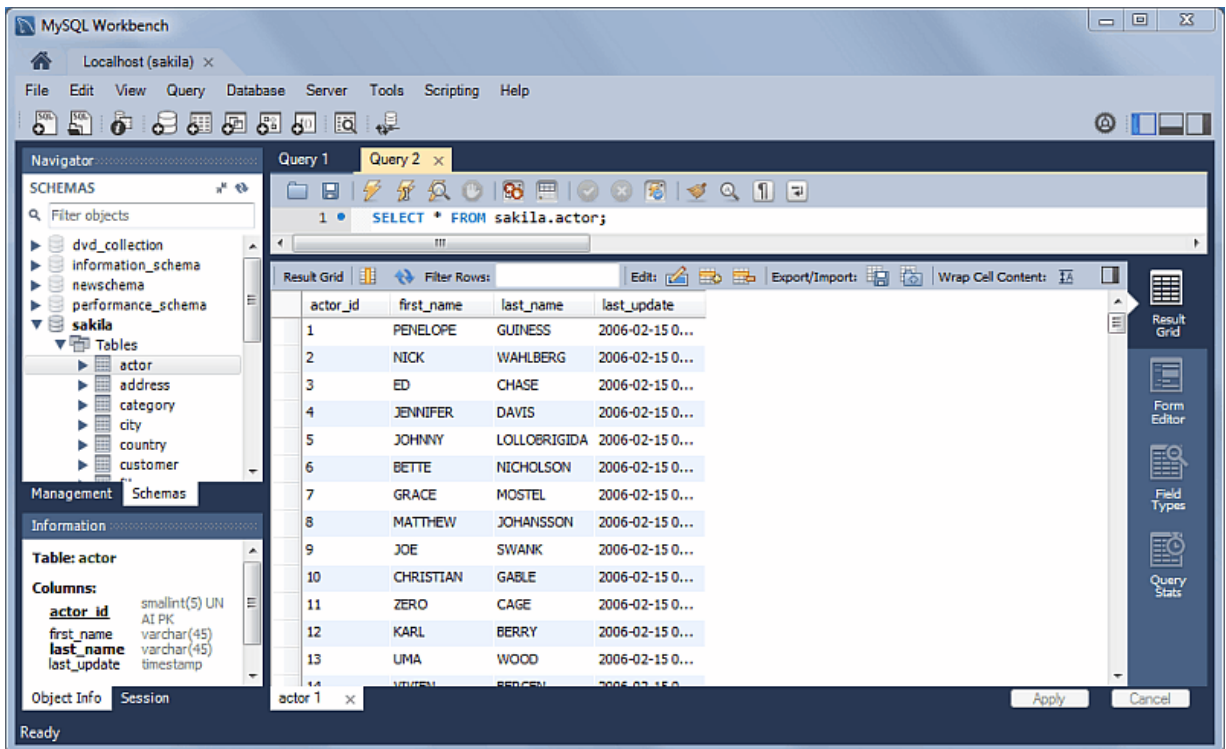 MySQL Workbench
Localhost (sakila)
File Edit View Query Database Server Tools Scripting Help
Navigator
SCHEMAS
Filter objects
dvd_collection
information_schema
newschema
performance_schema
sakila
Tables
actor
address
category
city
country
customer
Management Schemas
Information
Table: actor
Columns:
actor_id smallint(5) UN AI PK
first_name varchar(45)
last_name varchar(45)
last_update timestamp
Object Info Session
Query 1 Query 2
1 SELECT * FROM sakila.actor;
Result Grid Filter Rows: Edit: Export/Import: Wrap Cell Content:
actor_id first_name last_name last_update
1 PENELOPE GUINESS 2006-02-15 0...
2 NICK WAHLBERG 2006-02-15 0...
3 ED CHASE 2006-02-15 0...
4 JENNIFER DAVIS 2006-02-15 0...
5 JOHNNY LOLLOBRIGIDA 2006-02-15 0...
6 BETTE NICHOLSON 2006-02-15 0...
7 GRACE MOSTEL 2006-02-15 0...
8 MATTHEW JOHANSSON 2006-02-15 0...
9 JOE SWANK 2006-02-15 0...
10 CHRISTIAN GABLE 2006-02-15 0...
11 ZERO CAGE 2006-02-15 0...
12 KARL BERRY 2006-02-15 0...
13 UMA WOOD 2006-02-15 0...
actor 1
Result
Grid
Form
Editor
Field
Types
Query
Stats
Apply Cancel
Ready